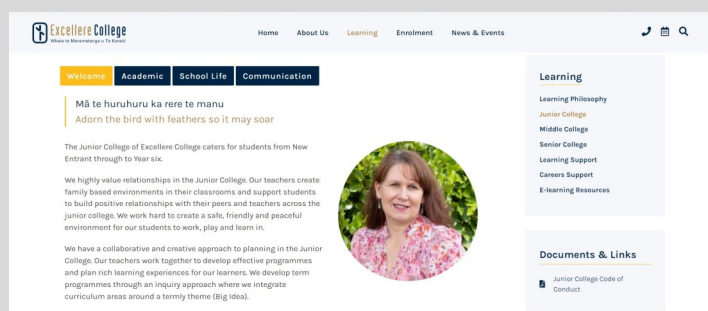 Excellere College
Whaia te Maramatanga o Te Karaiti
Home About Us Learning Enrolment News & Events
Welcome Academic School Life Communication
Mā te huruhuru ka rere te manu
Adorn the bird with feathers so it may soar
The Junior College of Excellere College caters for students from New
Entrant through to Year six.
We highly value relationships in the Junior College. Our teachers create
family based environments in their classrooms and support students
to build positive relationships with their peers and teachers across the
junior college. We work hard to create a safe, friendly and peaceful
environment for our students to work, play and learn in.
We have a collaborative and creative approach to planning in the Junior
College. Our teachers work together to develop effective programmes
and plan rich learning experiences for our learners. We develop term
programmes through an inquiry approach where we integrate
curriculum areas around a termly theme (Big Idea).
Learning
Learning Philosophy
Junior College
Middle College
Senior College
Learning Support
Careers Support
E-learning Resources
Documents & Links
Junior College Code of
Conduct